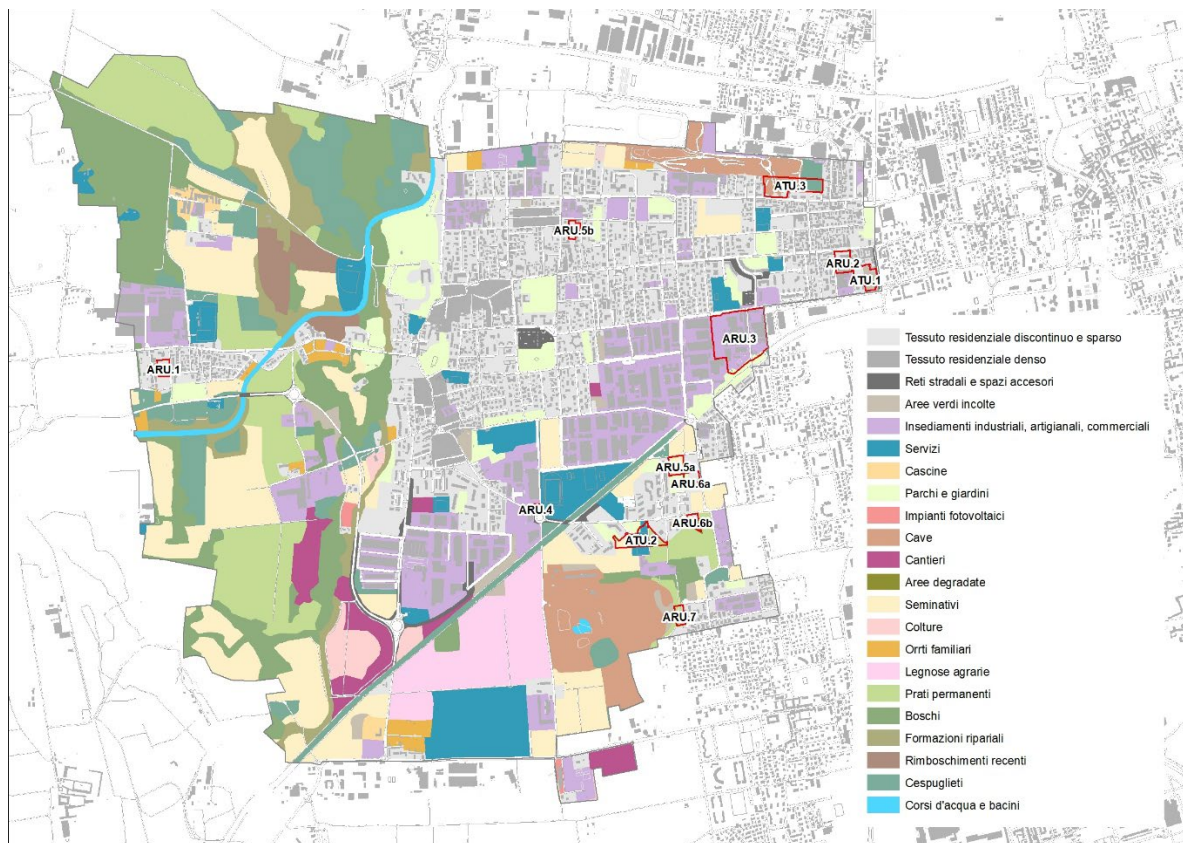 ATU.3
ARU.5b
ARU.2
ATU.1
ARU.3
ARU.1
ARU.5a
ARU.6a
ARU.4
ARU.6b
ATU.2
ARU.7
Tessuto residenziale discontinuo e sparso
Tessuto residenziale denso
Reti stradali e spazi accesori
Aree verdi incolte
Insediamenti industriali, artigianali, commerciali
Servizi
Cascine
Parchi e giardini
Impianti fotovoltaici
Cave
Cantieri
Aree degradate
Seminativi
Colture
Orrti familiari
Legnose agrarie
Prati permanenti
Boschi
Formazioni ripariali
Rimboschimenti recenti
Cespuglieti
Corsi d'acqua e bacini